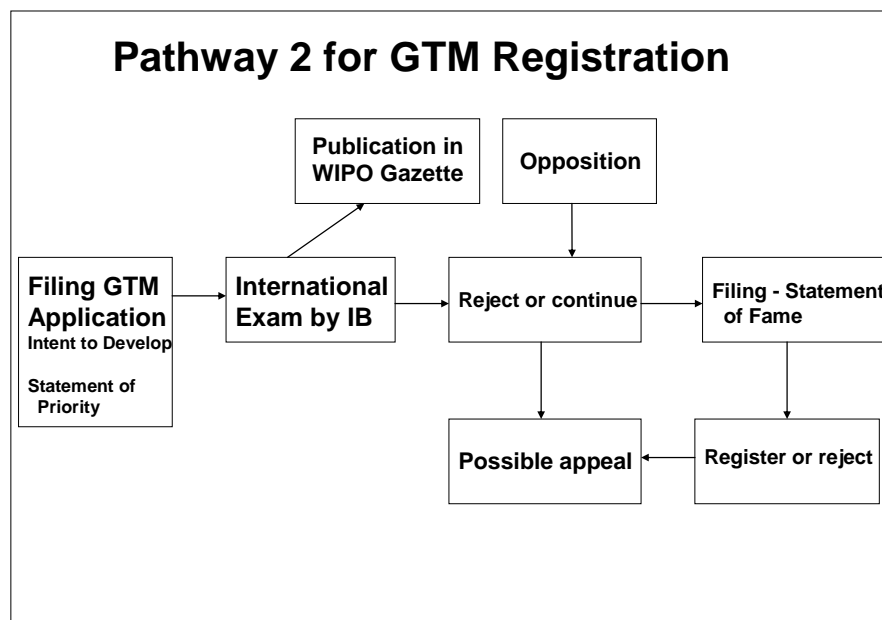 Pathway 2 for GTM Registration
Publication in
WIPO Gazette
Opposition
Filing GTM
Application
Intent to Develop
Statement of
Priority
International
Exam by IB
Reject or continue
Filing - Statement
of Fame
Possible appeal
Register or reject